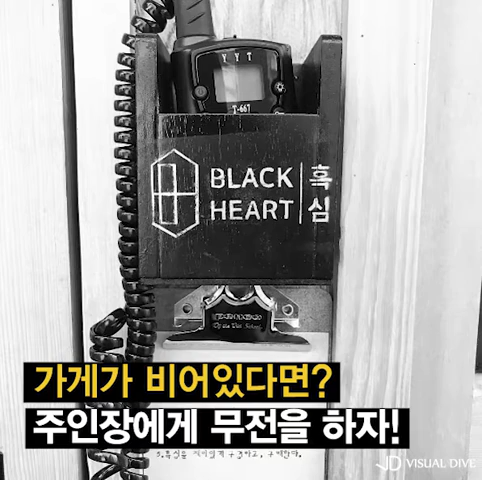 YYT
T-667
BLACK
HEART
흑
심
가게가 비어있다면?
주인장에게 무전을 하자!
VISUAL DIVE